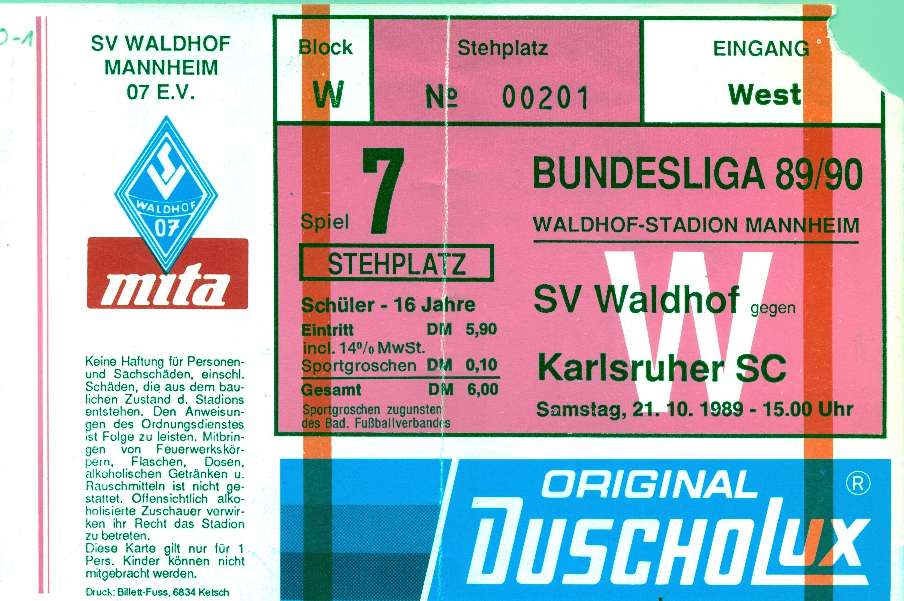 0-1
SV WALDHOF
MANNHEIM
07 E.V.
SV
WALDHOF
07
mita
Keine Haftung für Personen-
und Sachschäden, einschl.
Schäden, die aus dem bau-
lichen Zustand d. Stadions
entstehen. Den Anweisun-
gen des Ordnungsdienstes
ist Folge zu leisten. Mitbrin-
gen von Feuerwerkskör-
pern, Flaschen, Dosen,
alkoholischen Getränken u.
Rauschmitteln ist nicht ge-
stattet. Offensichtlich alko-
holisierte Zuschauer verwir-
ken ihr Recht das Stadion
zu betreten.
Diese Karte gilt nur für 1
Pers. Kinder können nicht
mitgebracht werden.
Druck: Billett-Fuss, 6834 Ketsch
Block
W
Stehplatz
Nº 00201
EINGANG
West
Spiel 7
STEHPLATZ
Schüler - 16 Jahre
Eintritt DM 5,90
incl. 14% MwSt.
Sportgroschen DM 0,10
Gesamt DM 6,00
Sportgroschen zugunsten
des Bad. Fußballverbandes
BUNDESLIGA 89/90
WALDHOF-STADION MANNHEIM
W
SV Waldhof gegen
Karlsruher SC
Samstag, 21. 10. 1989 - 15.00 Uhr
ORIGINAL ®
DUSCHOLUX